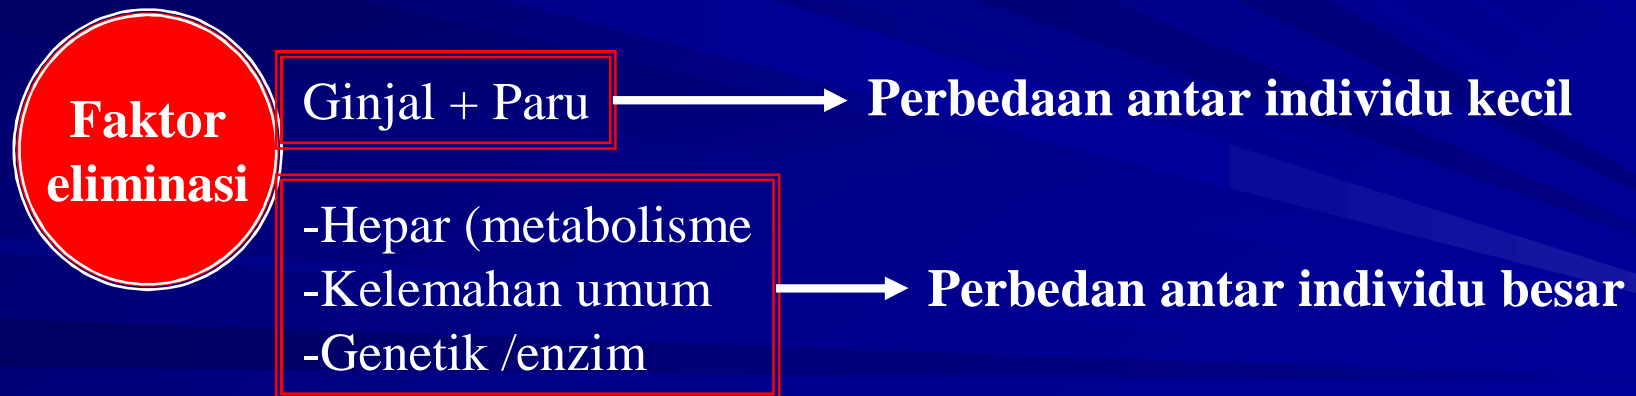 Faktor
eliminasi
Ginjal + Paru
Perbedaan antar individu kecil
-Hepar (metabolisme
-Kelemahan umum
-Genetik /enzim
Perbedan antar individu besar